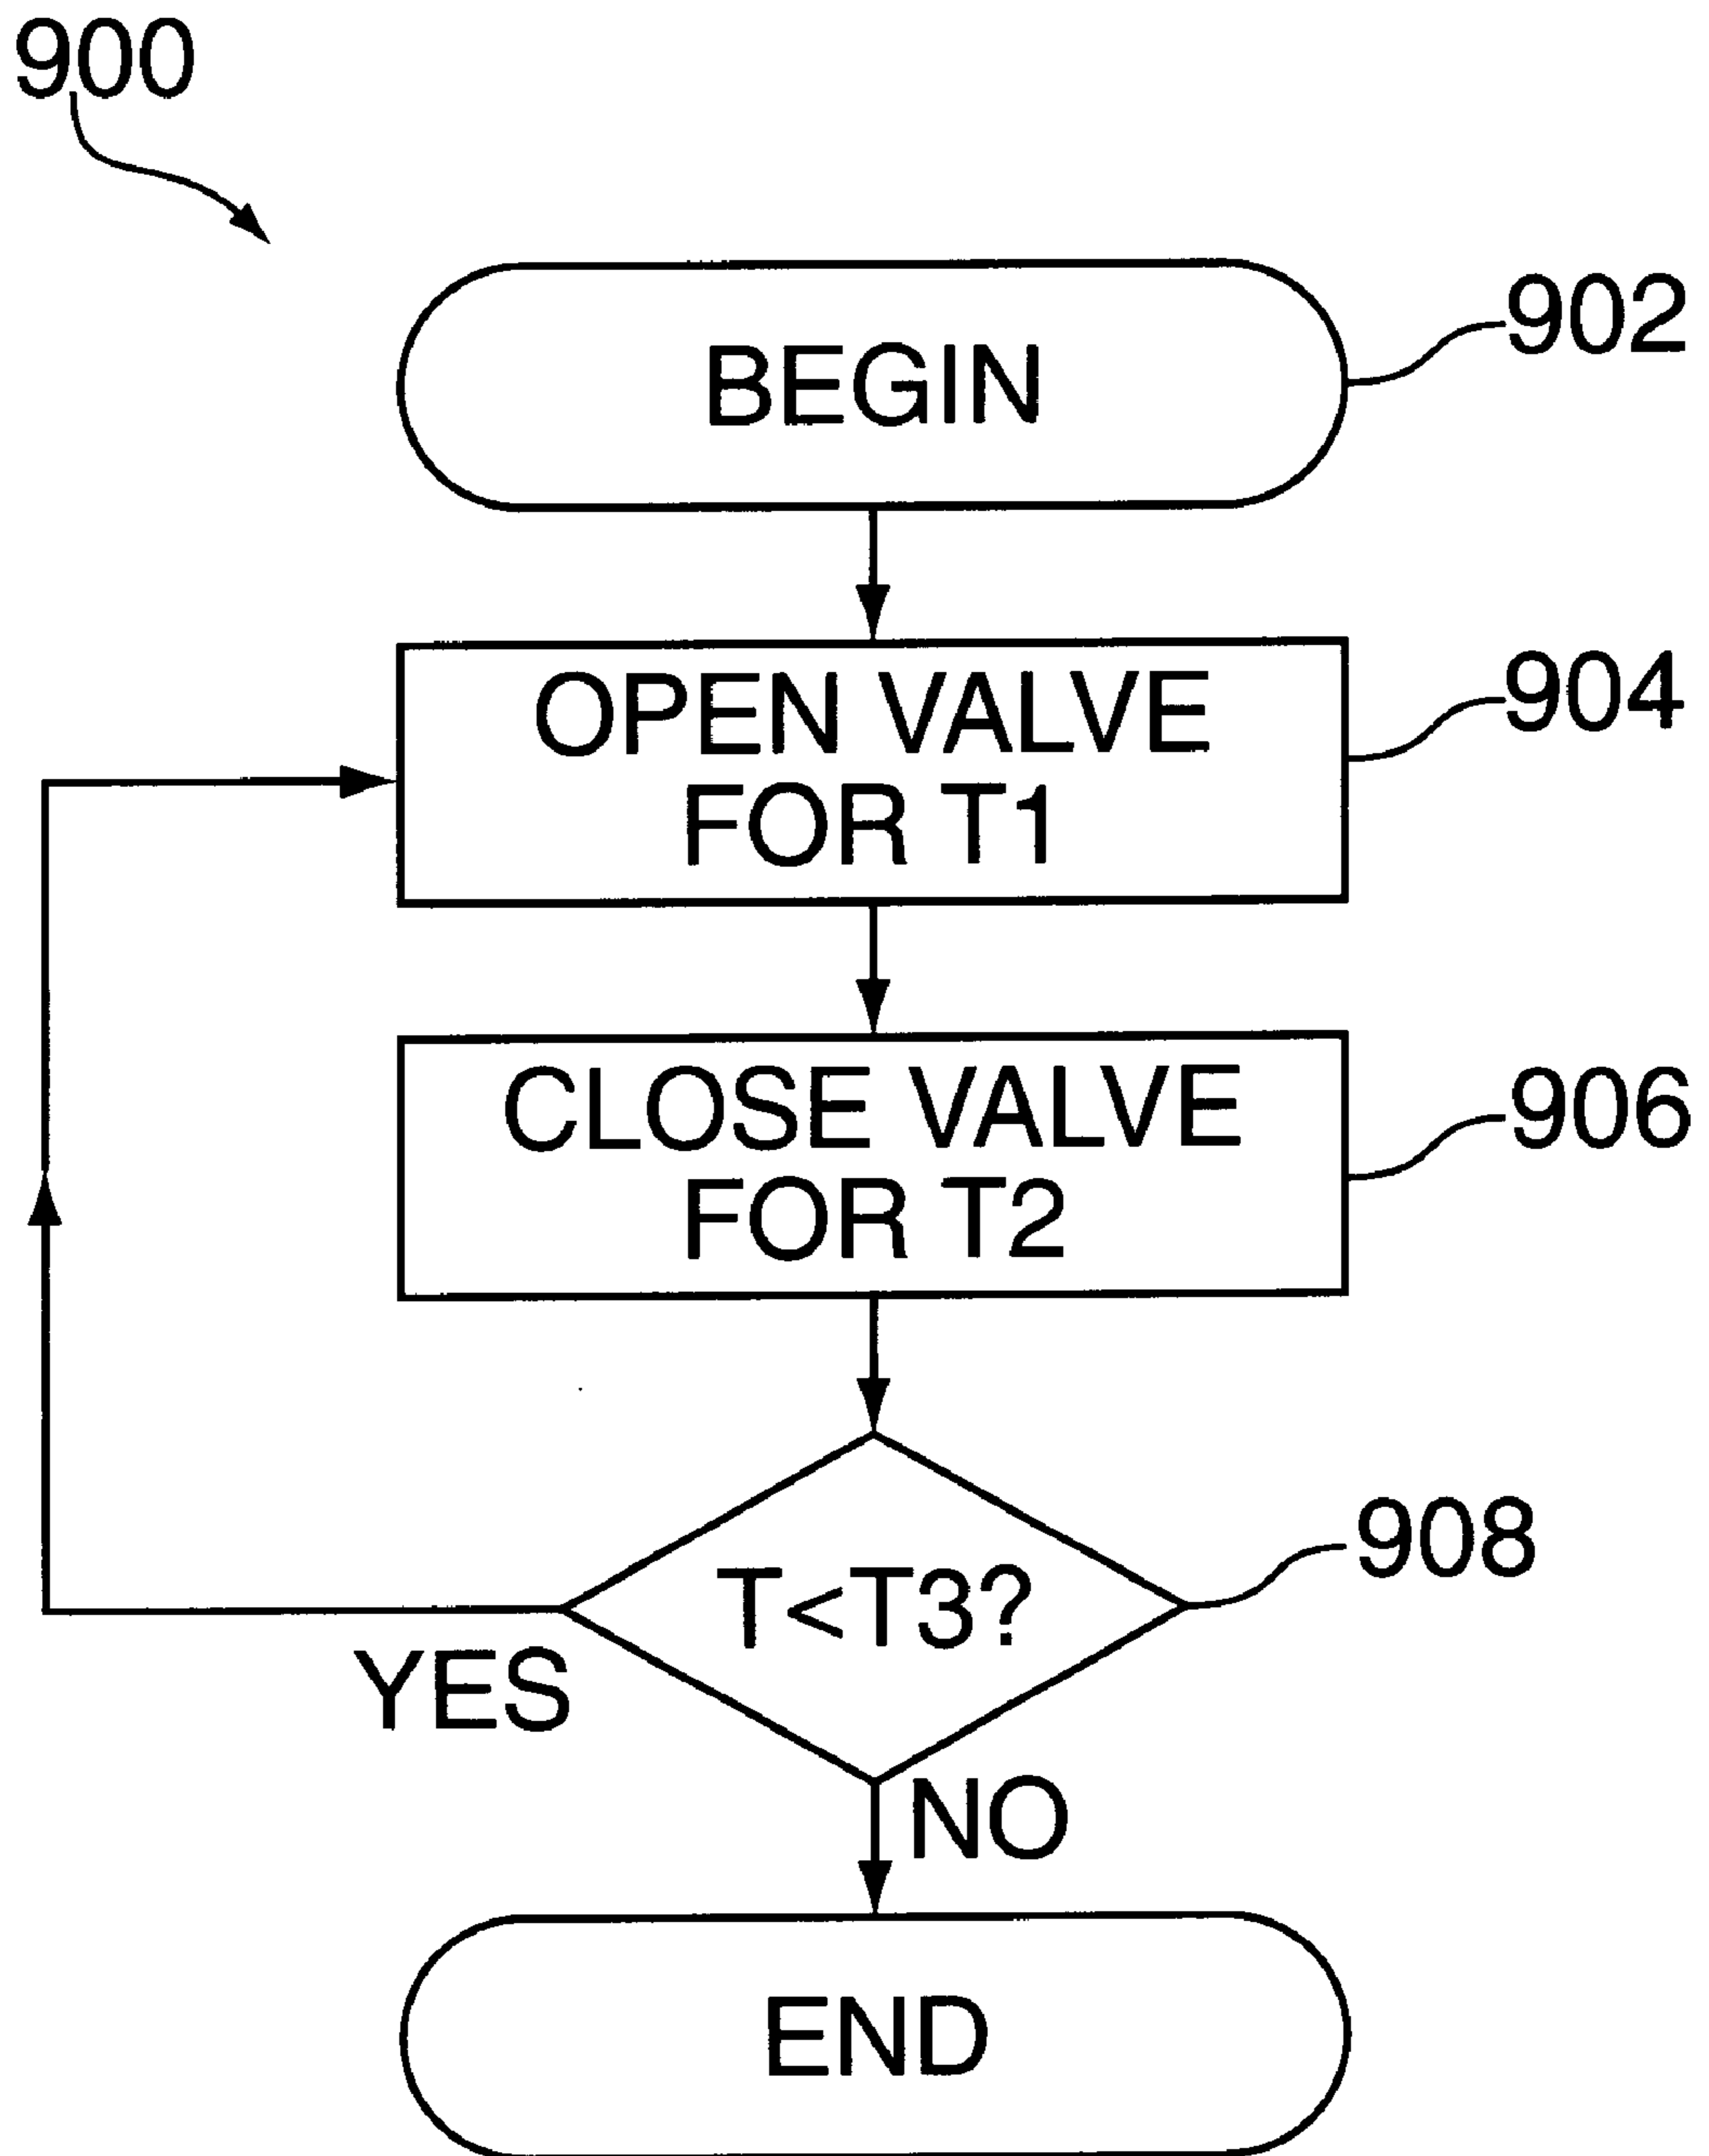 900
BEGIN
902
OPEN VALVE
FOR T1
904
CLOSE VALVE
FOR T2
906
T<T3?
908
YES
NO
END